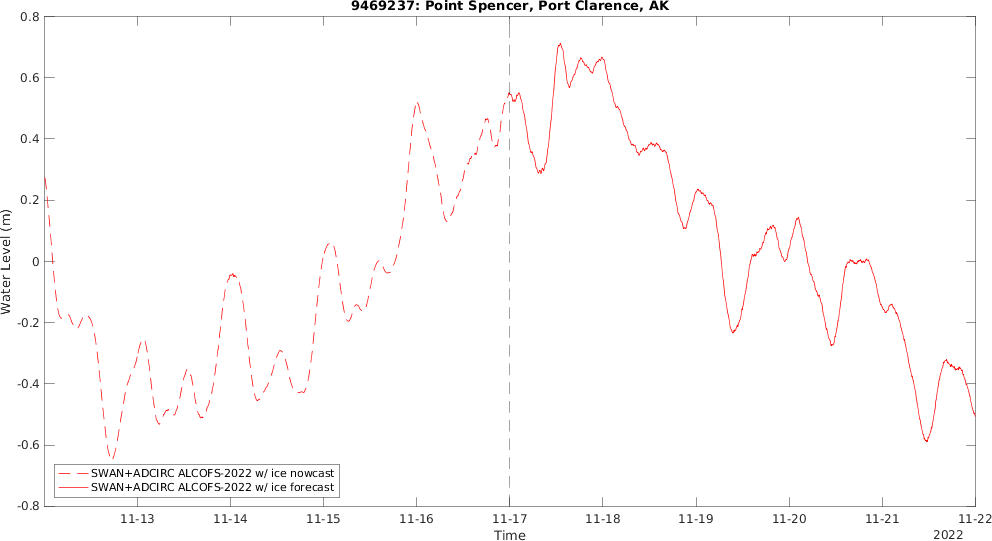 9469237: Point Spencer, Port Clarence, AK
0.8
0.6
0.4
0.2
0
-0.2
-0.4
-0.6
-0.8
Water Level (m)
SWAN+ADCIRC ALCOFS-2022 w/ ice nowcast
SWAN+ADCIRC ALCOFS-2022 w/ ice forecast
11-13 11-14 11-15 11-16 11-17 11-18 11-19 11-20 11-21 11-22
Time
2022